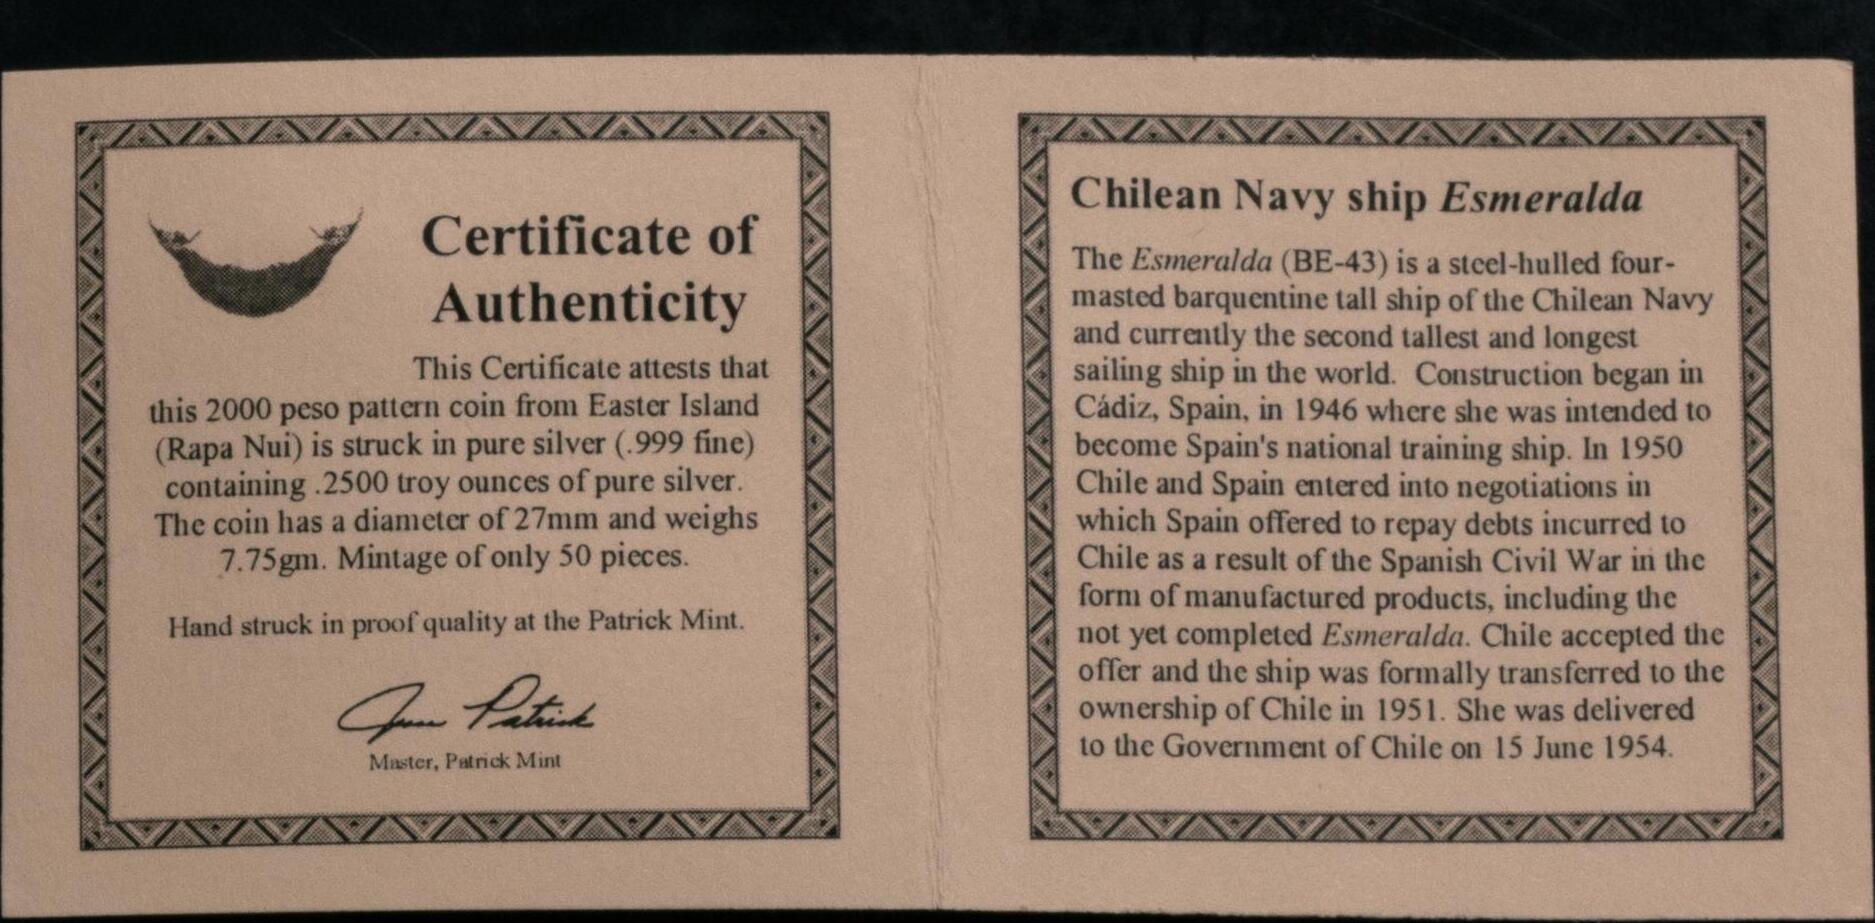 Certificate of
Authenticity
This Certificate attests that
this 2000 peso pattern coin from Easter Island
(Rapa Nui) is struck in pure silver (.999 fine)
containing .2500 troy ounces of pure silver.
The coin has a diameter of 27mm and weighs
7.75gm. Mintage of only 50 pieces.
Hand struck in proof quality at the Patrick Mint.
Patrick
Master, Patrick Mint
Chilean Navy ship Esmeralda
The Esmeralda (BE-43) is a steel-hulled four-
masted barquentine tall ship of the Chilean Navy
and currently the second tallest and longest
sailing ship in the world. Construction began in
Cádiz, Spain, in 1946 where she was intended to
become Spain's national training ship. In 1950
Chile and Spain entered into negotiations in
which Spain offered to repay debts incurred to
Chile as a result of the Spanish Civil War in the
form of manufactured products, including the
not yet completed Esmeralda. Chile accepted the
offer and the ship was formally transferred to the
ownership of Chile in 1951. She was delivered
to the Government of Chile on 15 June 1954.